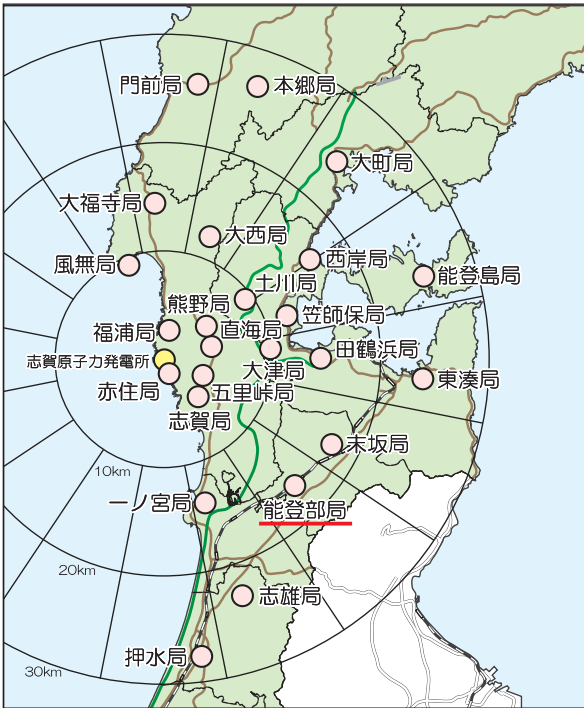 門前局
本郷局
大町局
大福寺局
大西局
西岸局
風無局
能登島局
土川局
熊野局
笠師保局
福浦局
直海局
志賀原子力発電所
田鶴浜局
大津局
赤住局
東湊局
五里峠局
志賀局
末坂局
10km
一ノ宮局
能登部局
20km
志雄局
押水局
30km